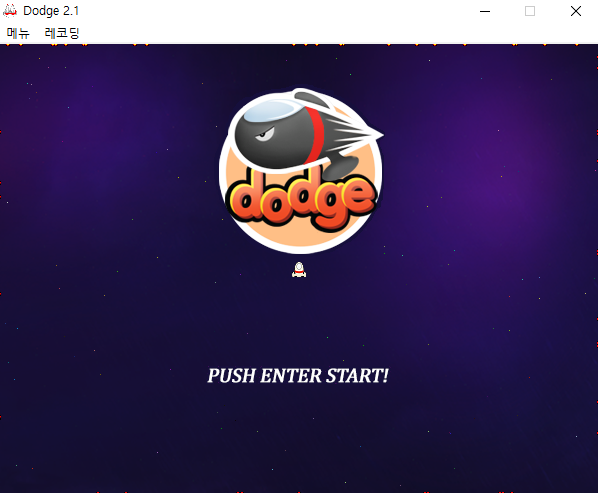 Dodge 2.1
메뉴 레코딩
dodge
PUSH ENTER START!